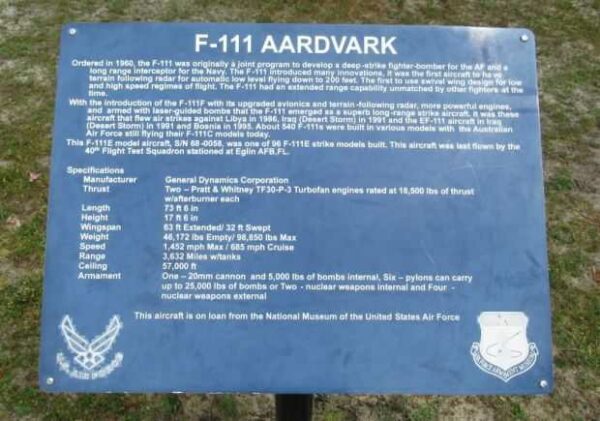 F-111 AARDVARK
Ordered in 1960, the F-111 was originally a joint program to develop a deep-strike fighter-bomber for the AF and a
long range interceptor for the Navy. The F-111 introduced many innovations, it was the first aircraft to have
terrain following radar for automatic low level flying down to 200 feet. The first to use swivel wing design for low
and high speed regimes of flight. The F-111 had an extended range capability unmatched by other fighters at the
time.
With the introduction of the F-111F with its upgraded avionics and terrain-following radar, more powerful engines,
and armed with laser-guided bombs that the F-111 emerged as a superb long-range strike aircraft. It was these
aircraft that flew air strikes against Libya in 1986, Iraq (Desert Storm) in 1991 and the EF-111 aircraft in Iraq
(Desert Storm) in 1991 and Bosnia in 1995. About 540 F-111s were built in various models with the Australian
Air Force still flying their F-111C models today.
This F-111E model aircraft, S/N 68-0058, was one of 96 F-111E strike models built. This aircraft was last flown by the
40th Flight Test Squadron stationed at Eglin AFB,FL.
Specifications
Manufacturer General Dynamics Corporation
Thrust Two – Pratt & Whitney TF30-P-3 Turbofan engines rated at 18,500 lbs of thrust
w/afterburner each
Length 73 ft 6 in
Height 17 ft 6 in
Wingspan 63 ft Extended/ 32 ft Swept
Weight 46,172 lbs Empty/ 98,850 lbs Max
Speed 1,452 mph Max / 685 mph Cruise
Range 3,632 Miles w/tanks
Ceiling 57,000 ft
Armament One – 20mm cannon and 5,000 lbs of bombs internal, Six – pylons can carry
up to 25,000 lbs of bombs or Two - nuclear weapons internal and Four -
nuclear weapons external
This aircraft is on loan from the National Museum of the United States Air Force
U.S. AIR FORCE
AIR FORCE ARMAMENT MUSEUM